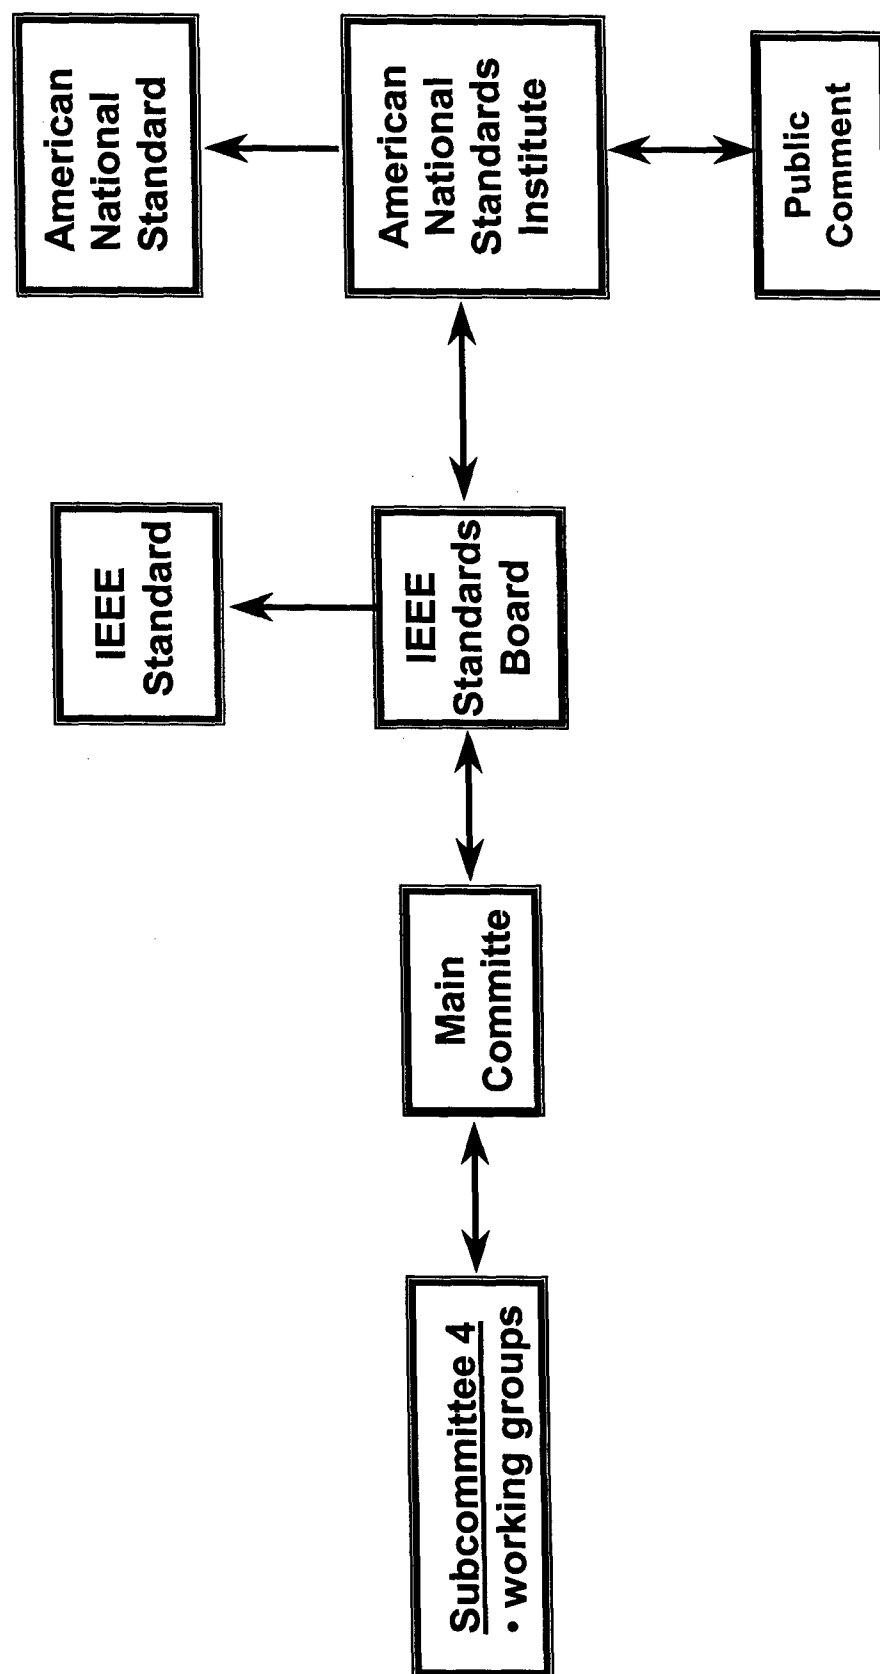 Subcommittee 4
• working groups
Main
Committe
IEEE
Standards
Board
IEEE
Standard
American
National
Standards
Institute
American
National
Standard
Public
Comment